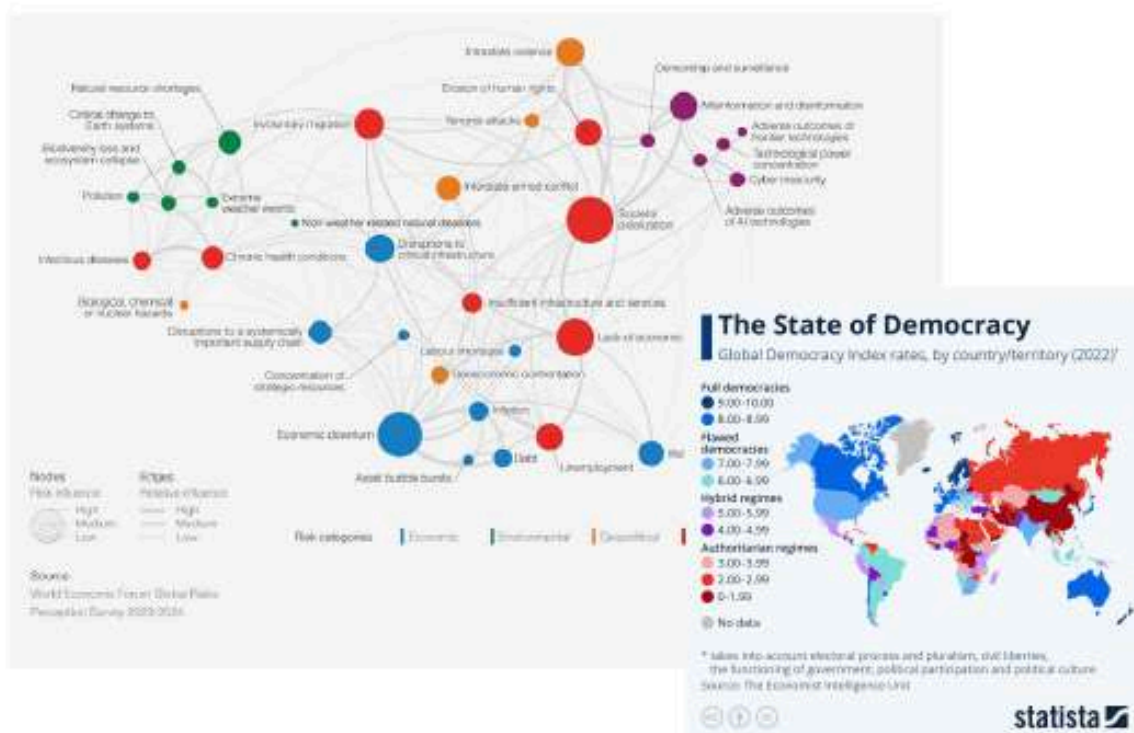 Intrastate violence
Censorship and surveillance
Erosion of human rights
Natural resource shortages
Misinformation and disinformation
Critical change to
Earth systems
Involuntary migration
Terrorist attacks
Adverse outcomes of
frontier technologies
Technological power
concentration
Biodiversity loss and
ecosystem collapse
Cyber insecurity
Interstate armed conflict
Pollution
Extreme
weather events
Adverse outcomes
of AI technologies
Societal
polarization
Non-weather related natural disasters
Disruptions to
critical infrastructure
Infectious diseases
Chronic health conditions
Biological, chemical
or nuclear hazards
Insufficient infrastructure and services
Disruptions to a systemically
important supply chain
Lack of economic
Labour shortages
Concentration of
strategic resources
Geoeconomic confrontation
Inflation
Economic downturn
Debt
Unemployment
Asset bubble bursts
Nodes
Risk influence
High
Medium
Low
Edges
Relative influence
High
Medium
Low
Risk categories
Economic
Environmental
Geopolitical
Source
World Economic Forum Global Risks
Perception Survey 2023-2024
The State of Democracy
Global Democracy Index rates, by country/territory (2022)*
Full democracies
9.00-10.00
8.00-8.99
Flawed
democracies
7.00-7.99
6.00-6.99
Hybrid regimes
5.00-5.99
4.00-4.99
Authoritarian regimes
3.00-3.99
2.00-2.99
0-1.99
No data
* takes into account electoral process and pluralism, civil liberties,
the functioning of government, political participation and political culture
Source: The Economist Intelligence Unit
statista